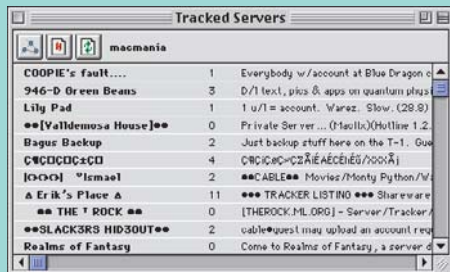 Tracked Servers
macmania
COOPIE's fault.... 1 Everybody w/account at Blue Dragon c
946-D Green Beans 3 D/l text, pics & apps on quantum physi
Lily Pad 1 1 u/l = account. Warez. Slow. (28.8)
●●[Valldemosa House]●● 0 Private Server ... (MacIIx)(Hotline 1.2.
Bagus Backup 2 Just backup stuff here on the T-1. Gue
4
2 ●●CABLE●● Movies/Monty Python/Wa
∆ Erik's Place ∆ 11 ●●● TRACKER LISTING ●●● Shareware
●● THE T ROCK ●● 0 [THEROCK.ML.ORG] - Server/Tracker/
●●SLACK3RS HID3OUT●● 2 cable●guest may upload an account req
Realms of Fantasy 0 Come to Realms of Fantasy, a server d